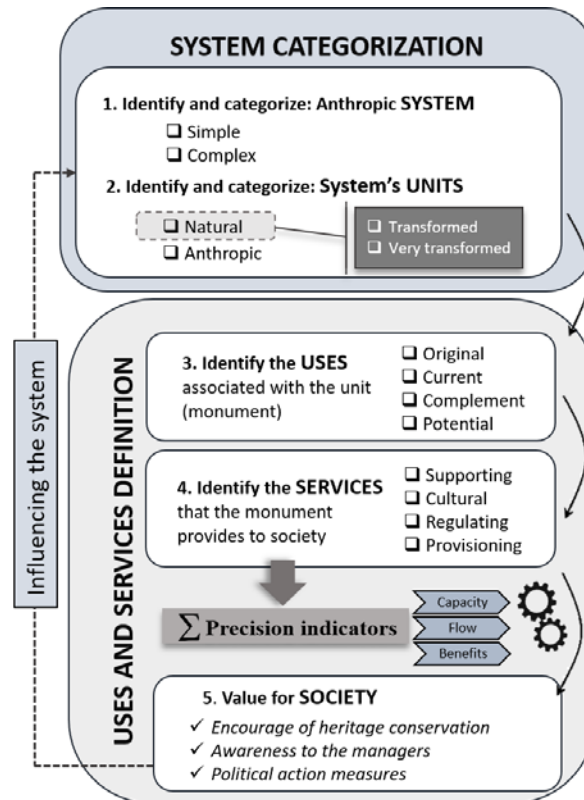 SYSTEM CATEGORIZATION
1. Identify and categorize: Anthropic SYSTEM
Simple
Complex
2. Identify and categorize: System's UNITS
Natural
Anthropic
Transformed
Very transformed
Influencing the system
USES AND SERVICES DEFINITION
3. Identify the USES
associated with the unit
(monument)
Original
Current
Complement
Potential
4. Identify the SERVICES
that the monument
provides to society
Supporting
Cultural
Regulating
Provisioning
∑ Precision indicators
Capacity
Flow
Benefits
5. Value for SOCIETY
✓ Encourage of heritage conservation
✓ Awareness to the managers
✓ Political action measures